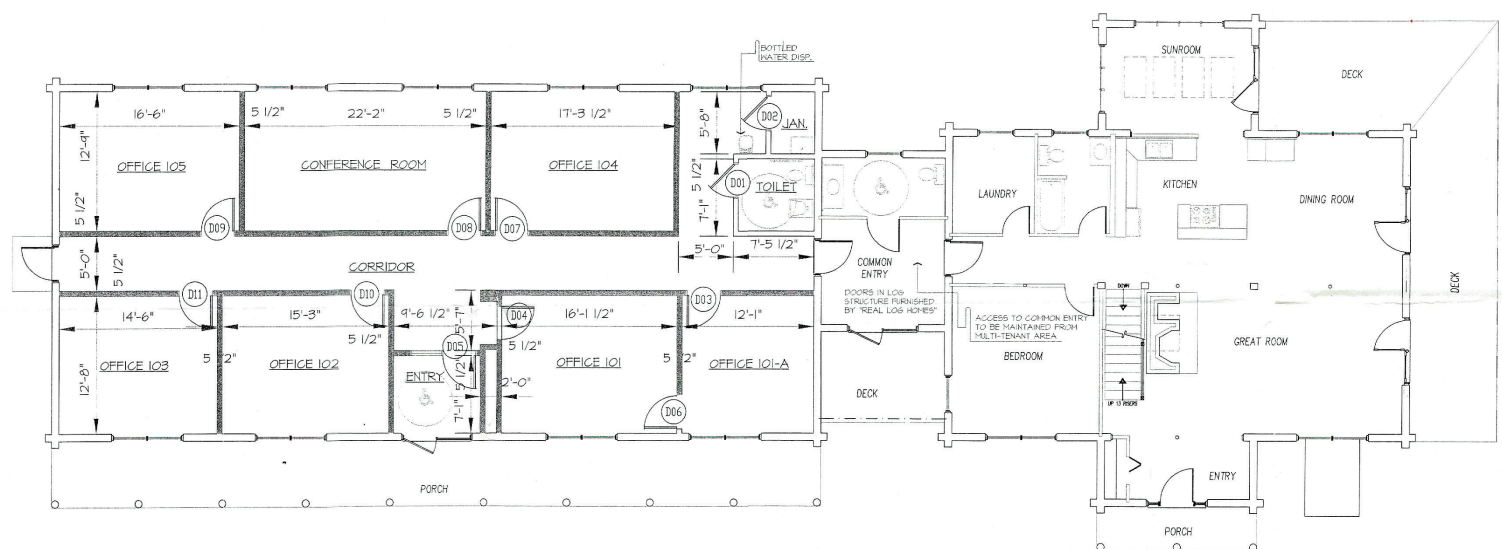 BOTTLED
WATER DISP.
SUNROOM
DECK
16'-6"
5 1/2"
22'-2"
5 1/2"
17'-3 1/2"
5'-8"
D02
JAN.
12'-9"
OFFICE 105
CONFERENCE ROOM
OFFICE 104
5 1/2"
D01
TOILET
LAUNDRY
KITCHEN
DINING ROOM
5 1/2"
D09
D08
D07
7'-1"
5'-0"
5 1/2"
CORRIDOR
5'-0"
7'-5 1/2"
COMMON
ENTRY
DECK
D11
D10
D03
DOORS IN LOG
STRUCTURE FURNISHED
BY "REAL LOG HOMES"
DOWN
14'-6"
15'-3"
9'-6 1/2"
5'-7"
D04
16'-1 1/2"
12'-1"
ACCESS TO COMMON ENTRY
TO BE MAINTAINED FROM
MULTI-TENANT AREA
5 1/2"
D05
5 1/2"
GREAT ROOM
12'-8"
OFFICE 103
5 1/2"
OFFICE 102
ENTRY
5 1/2"
2'-0"
OFFICE 101
5 1/2"
OFFICE 101-A
BEDROOM
7'-1"
D06
DECK
UP 13 RISERS
PORCH
ENTRY
PORCH